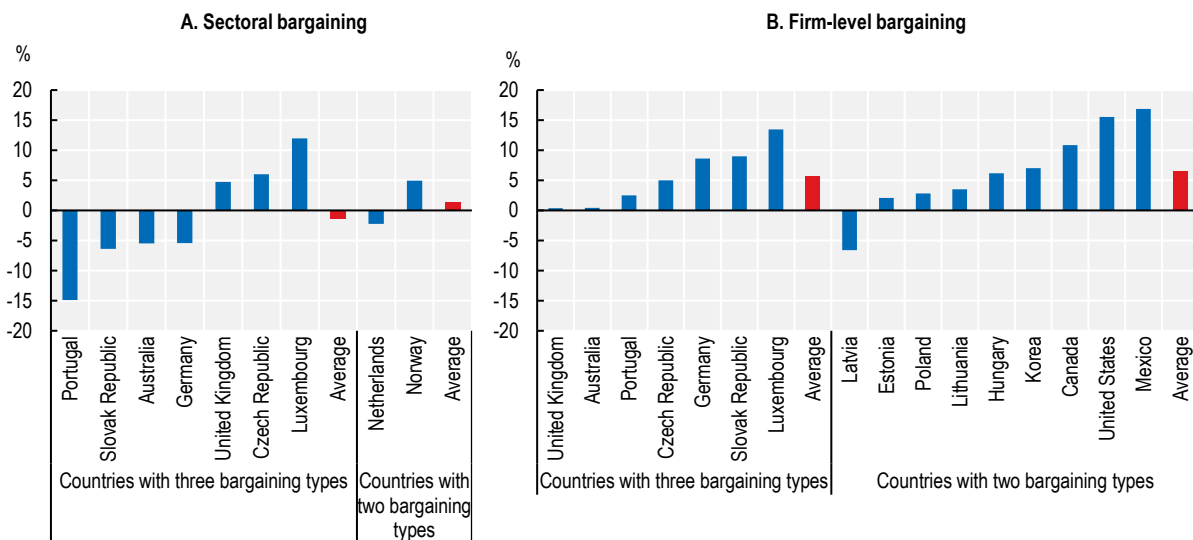 A. Sectoral bargaining
%
20
15
10
5
0
-5
-10
-15
-20
Portugal
Slovak Republic
Australia
Germany
United Kingdom
Czech Republic
Luxembourg
Average
Netherlands
Norway
Average
Countries with three bargaining types
Countries with
two bargaining
types
B. Firm-level bargaining
%
20
15
10
5
0
-5
-10
-15
-20
United Kingdom
Australia
Portugal
Czech Republic
Germany
Slovak Republic
Luxembourg
Average
Latvia
Estonia
Poland
Lithuania
Hungary
Korea
Canada
United States
Mexico
Average
Countries with three bargaining types
Countries with two bargaining types